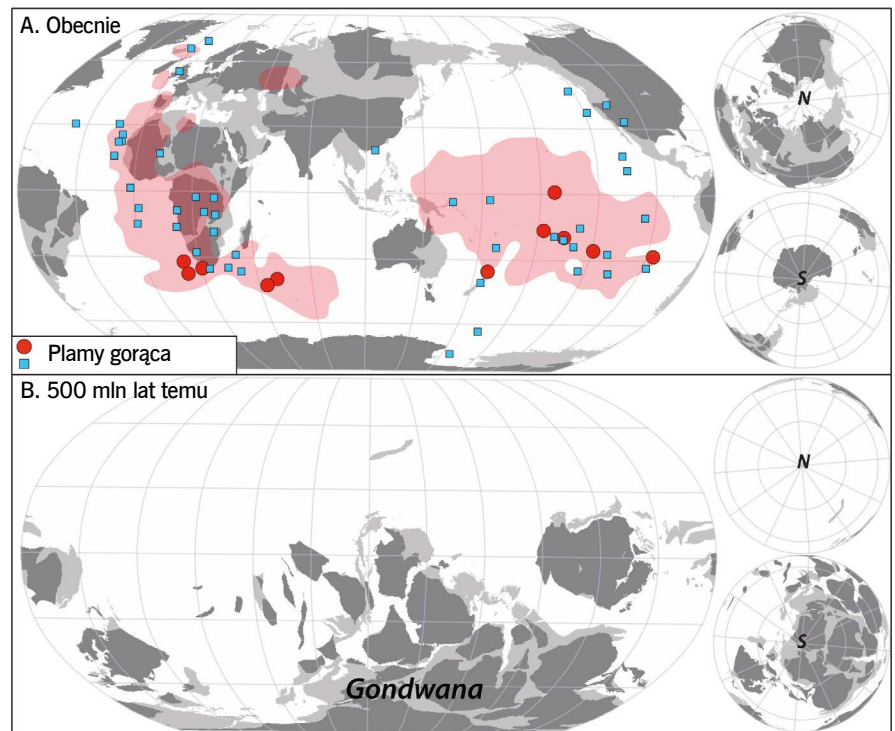 A. Obecnie
N
S
Plamy gorąca
B. 500 mln lat temu
N
S
Gondwana